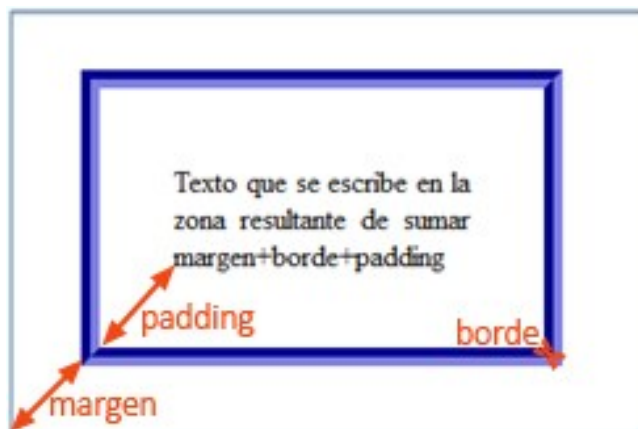 Texto que se escribe en la
zona resultante de sumar
margen+borde+padding
padding
borde
margen